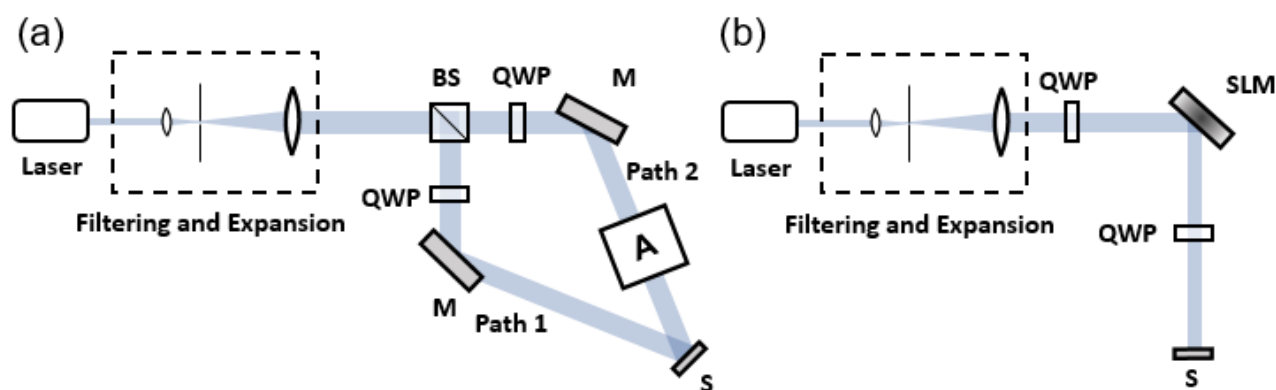 (a)
BS
QWP
M
Laser
Path 2
QWP
Filtering and Expansion
A
M
Path 1
S
(b)
QWP
SLM
Laser
Filtering and Expansion
QWP
S